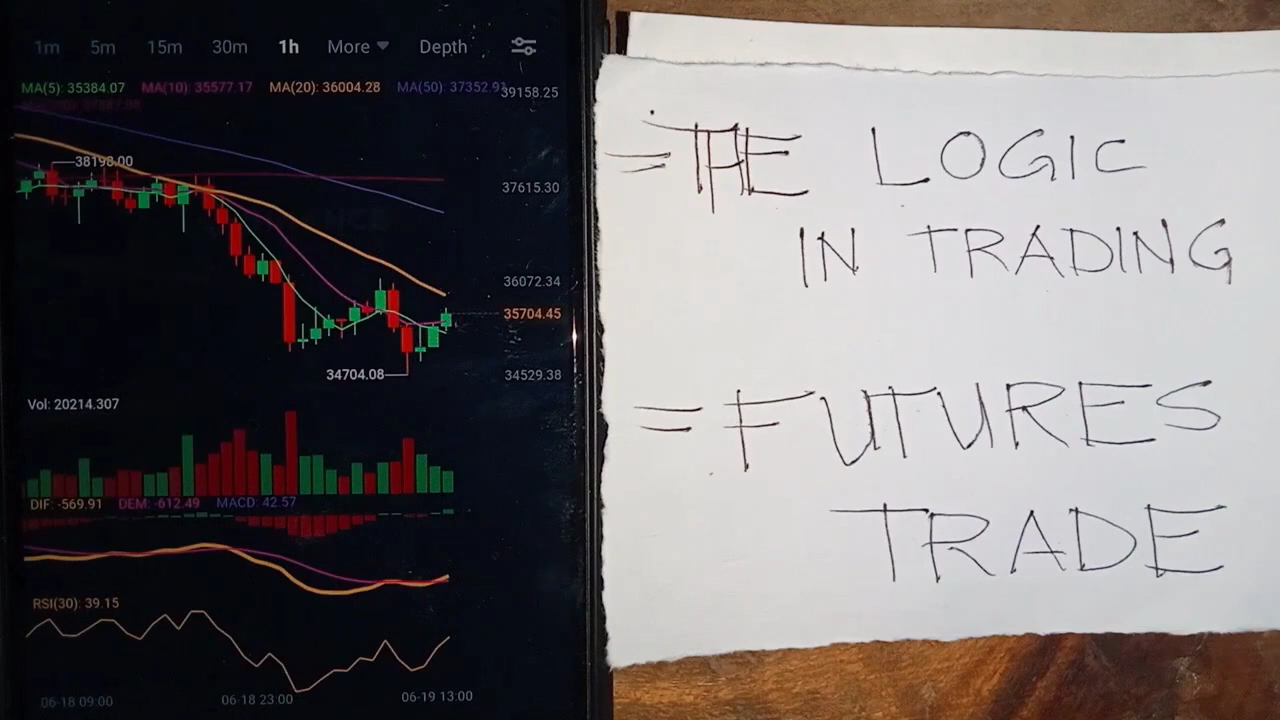 1m 5m 15m 30m 1h More Depth
MA(5): 35384.07 MA(10): 35577.17 MA(20): 36004.28 MA(50): 37352.91
39158.25
38198.00
37615.30
36072.34
35704.45
34704.08
34529.38
Vol: 20214.307
DIF: -569.91 DEM: -612.49 MACD: 42.57
RSI(30): 39.15
06-18 09:00 06-18 23:00 06-19 13:00
= THE LOGIC
IN TRADING
= FUTURES
TRADE